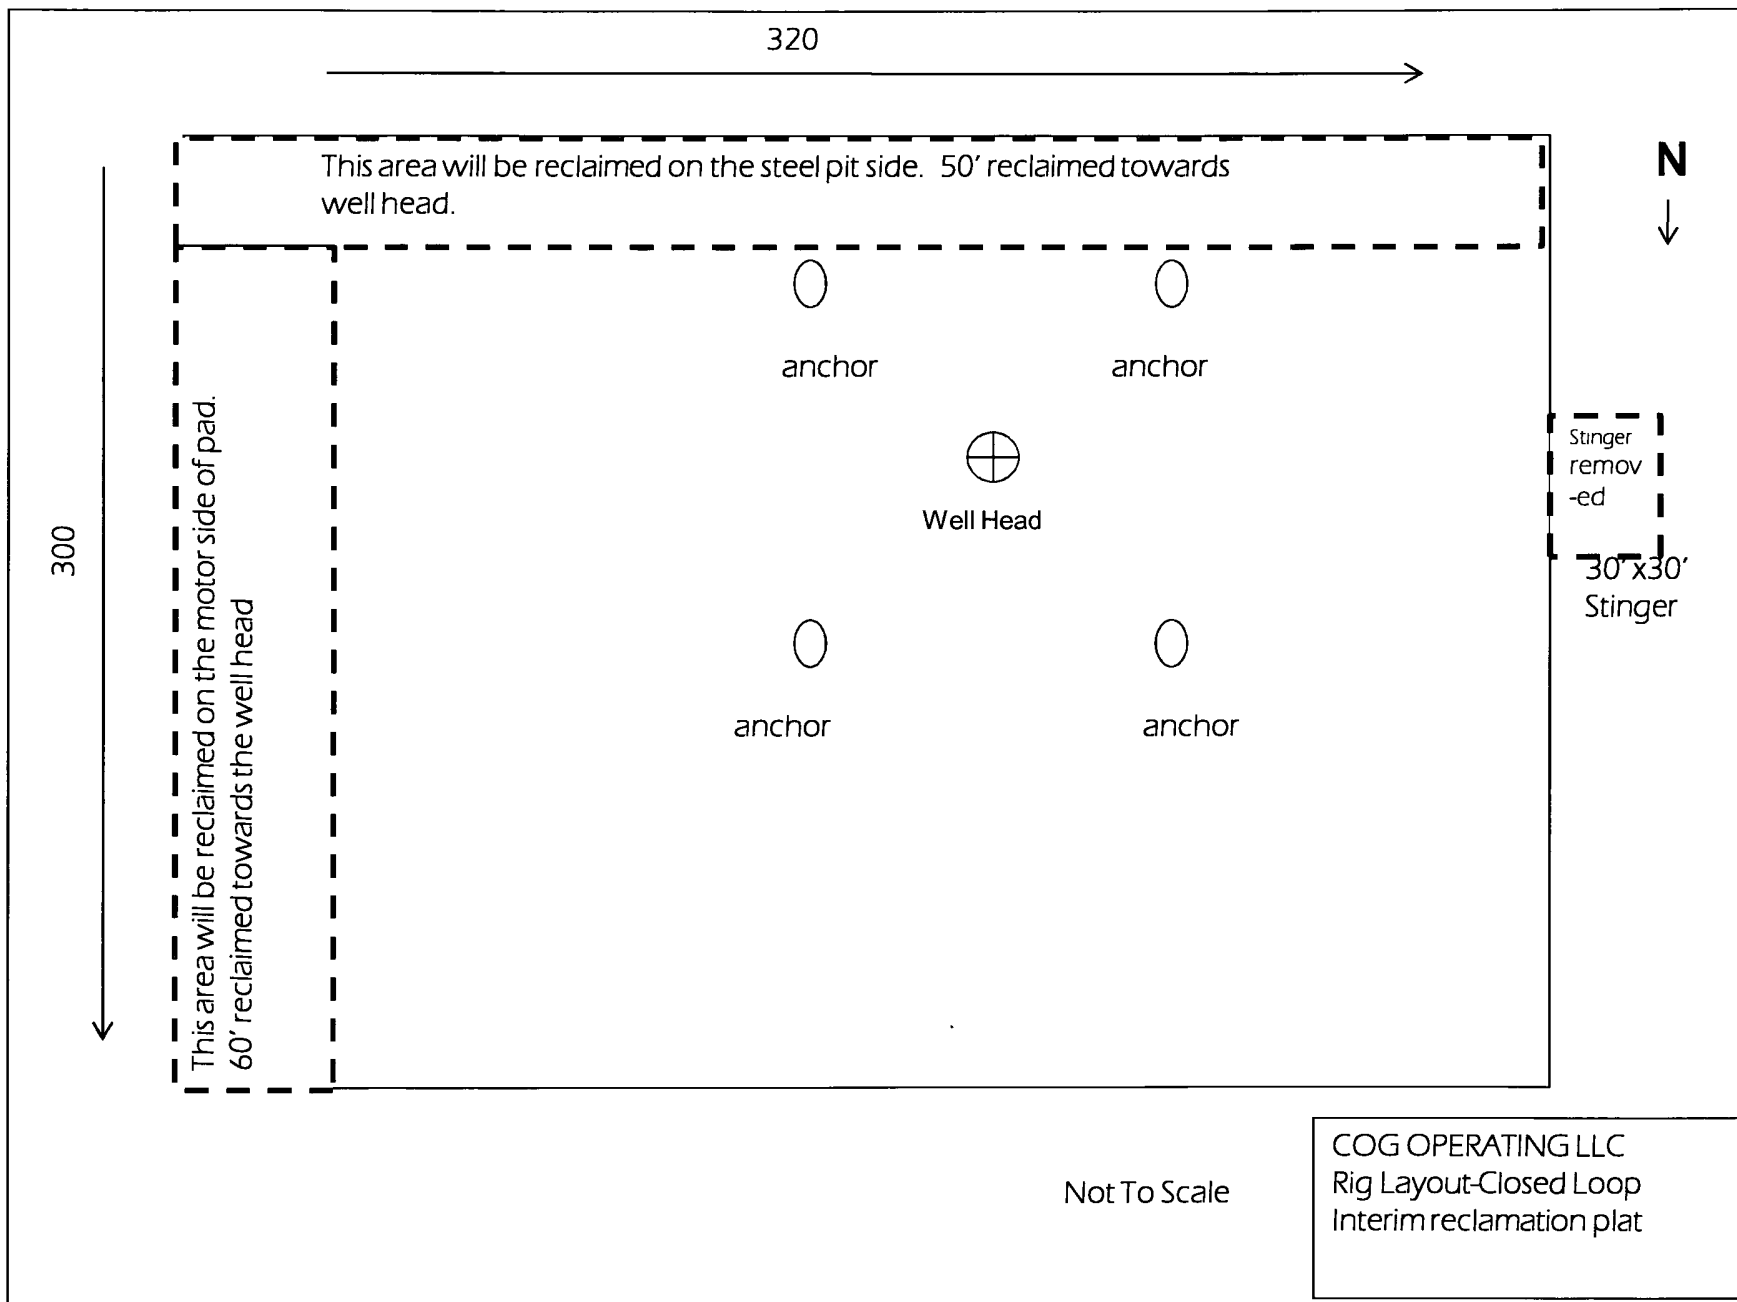 320
This area will be reclaimed on the steel pit side. 50' reclaimed towards
well head.
N
anchor
anchor
Stinger
remov
-ed
Well Head
30'x30'
Stinger
300
This area will be reclaimed on the motor side of pad.
60' reclaimed towards the well head
anchor
anchor
Not To Scale
COG OPERATING LLC
Rig Layout-Closed Loop
Interim reclamation plat